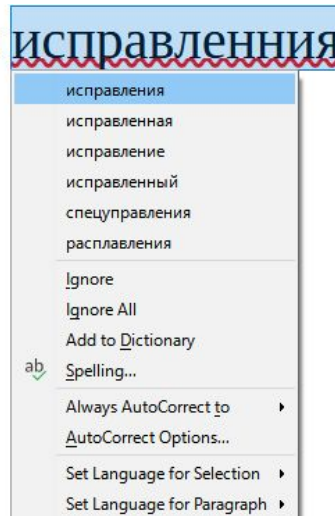 исправленния
исправления
исправленная
исправление
исправленный
спецуправления
расплавления
Ignore
Ignore All
Add to Dictionary
ab Spelling...
Always AutoCorrect to
AutoCorrect Options...
Set Language for Selection
Set Language for Paragraph